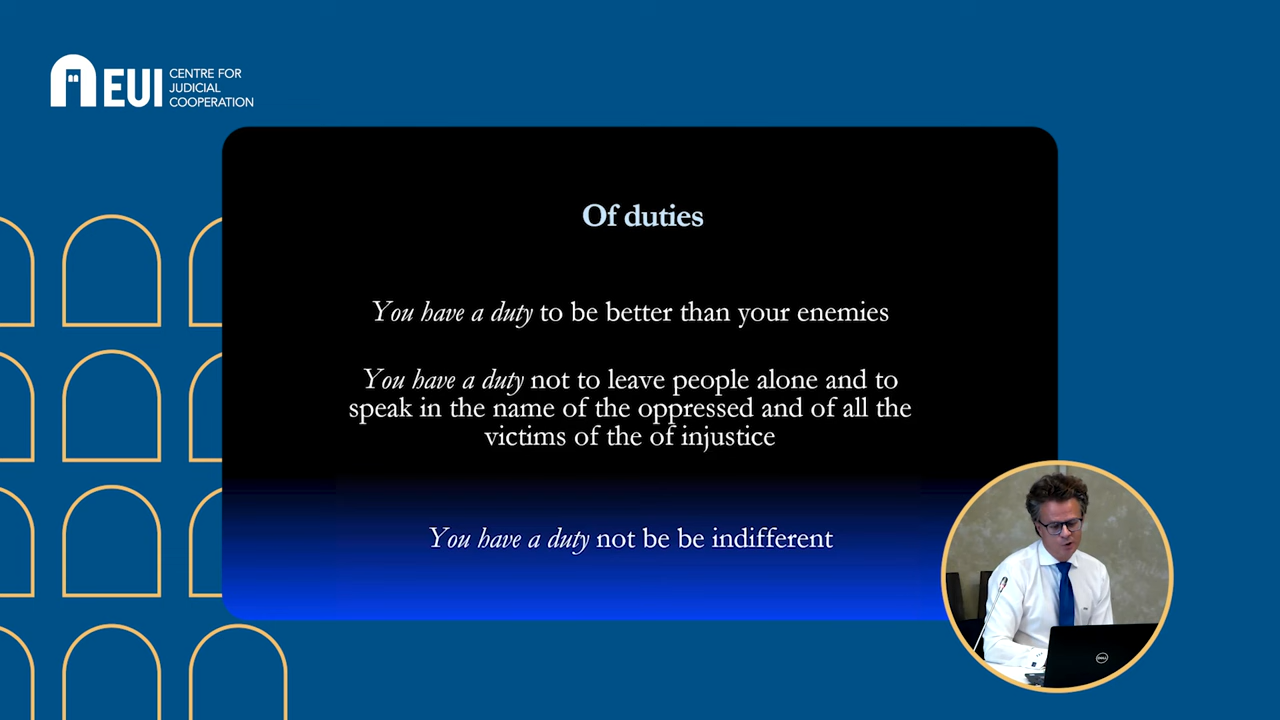 EUI
CENTRE FOR
JUDICIAL
COOPERATION
Of duties
You have a duty to be better than your enemies
You have a duty not to leave people alone and to
speak in the name of the oppressed and of all the
victims of the of injustice
You have a duty not be be indifferent
DELL